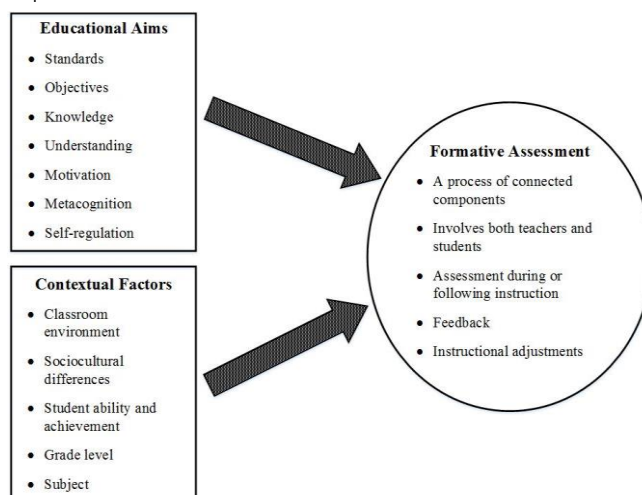 Educational Aims
• Standards
• Objectives
• Knowledge
• Understanding
• Motivation
• Metacognition
• Self-regulation
Contextual Factors
• Classroom
environment
• Sociocultural
differences
• Student ability and
achievement
• Grade level
• Subject
Formative Assessment
• A process of connected
components
• Involves both teachers and
students
• Assessment during or
following instruction
• Feedback
• Instructional adjustments